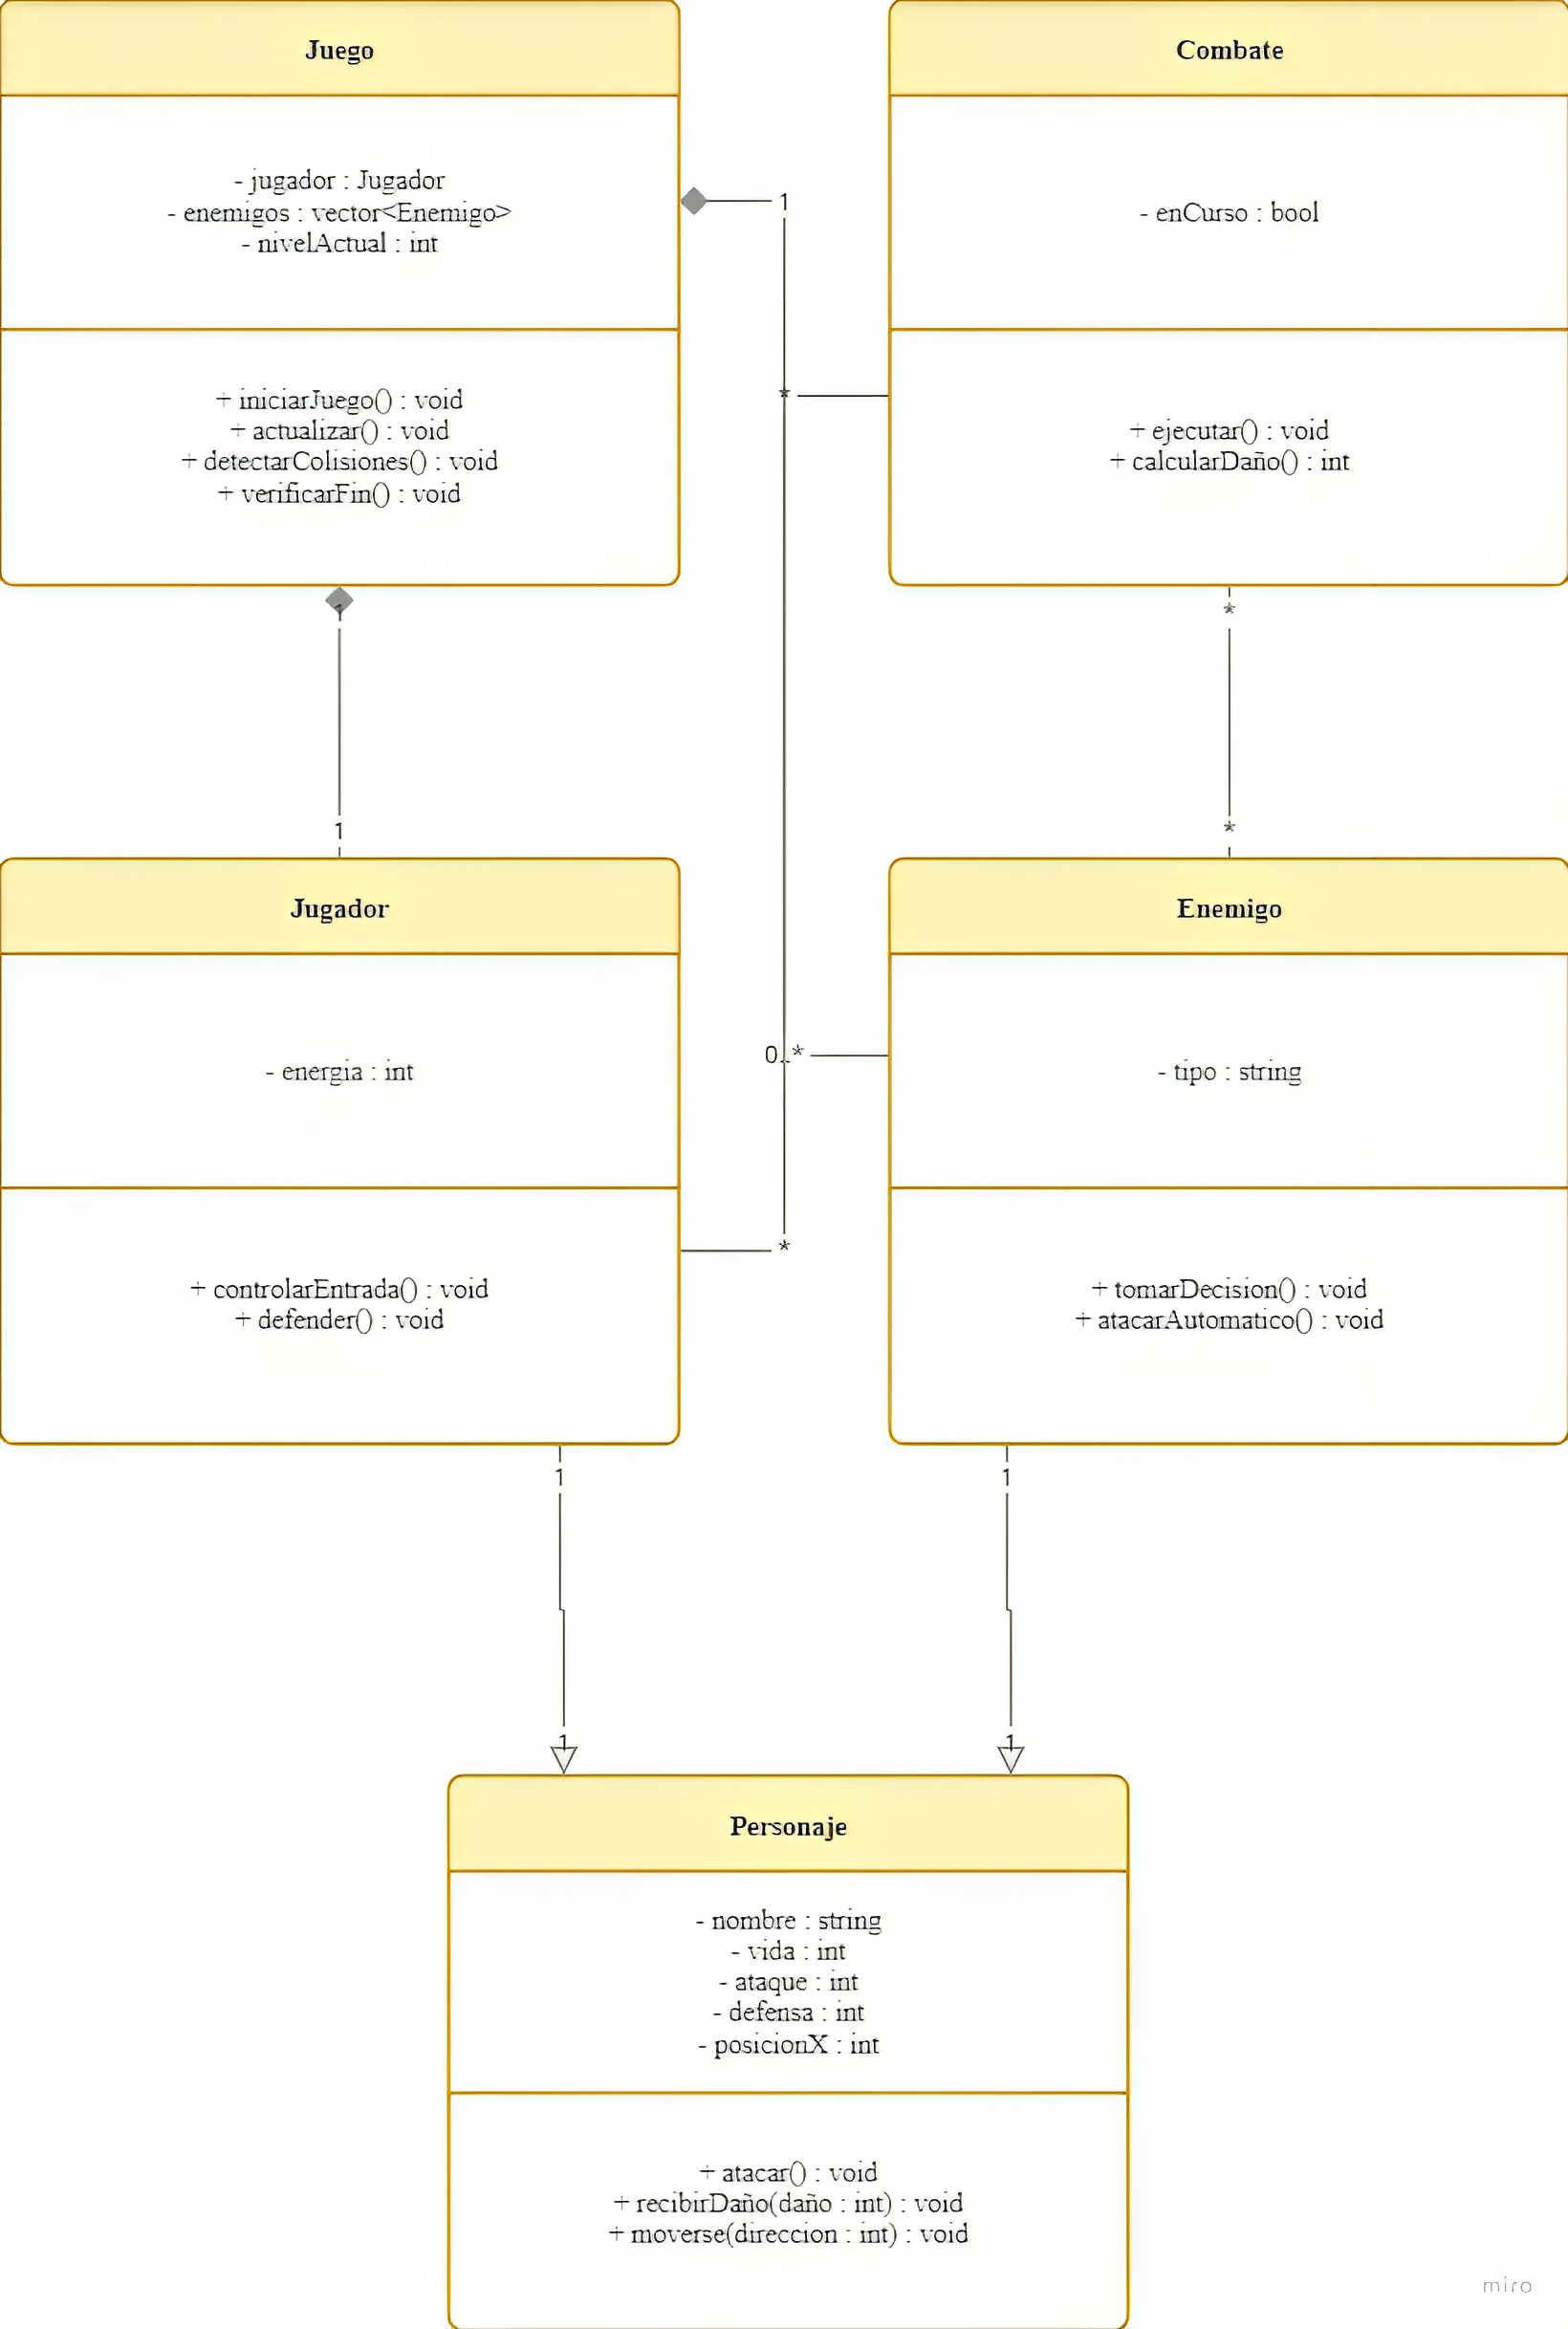 Juego
- jugador : Jugador
- enemigos : vector<Enemigo>
- nivelActual : int
+ iniciarJuego() : void
+ actualizar() : void
+ detectarColisiones() : void
+ verificarFin() : void
Combate
- enCurso : bool
+ ejecutar() : void
+ calcularDaño() : int
1
*
1
1
*
*
Jugador
- energia : int
+ controlarEntrada() : void
+ defender() : void
Enemigo
- tipo : string
+ tomarDecision() : void
+ atacarAutomatico() : void
0..*
*
1
1
1
1
Personaje
- nombre : string
- vida : int
- ataque : int
- defensa : int
- posicionX : int
+ atacar() : void
+ recibirDaño(daño : int) : void
+ moverse(direccion : int) : void
miro